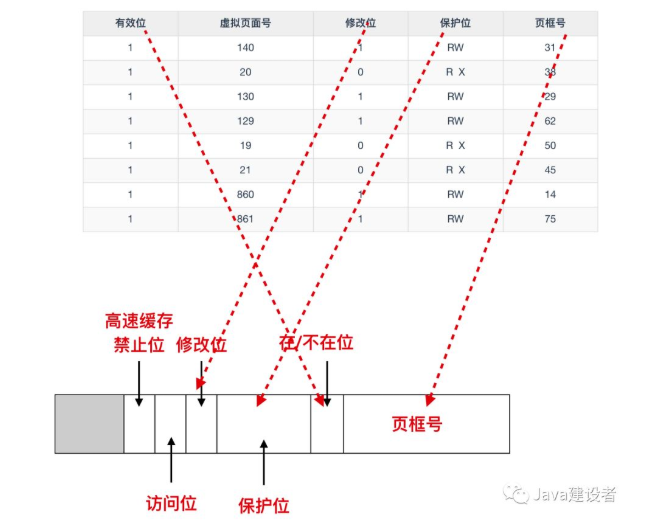 有效位 虚拟页面号 修改位 保护位 页框号
1 140 1 RW 31
1 20 0 R X 38
1 130 1 RW 29
1 129 1 RW 62
1 19 0 R X 50
1 21 0 R X 45
1 860 1 RW 14
1 861 1 RW 75
高速缓存
禁止位 修改位 在/不在位
页框号
访问位 保护位
Java建设者